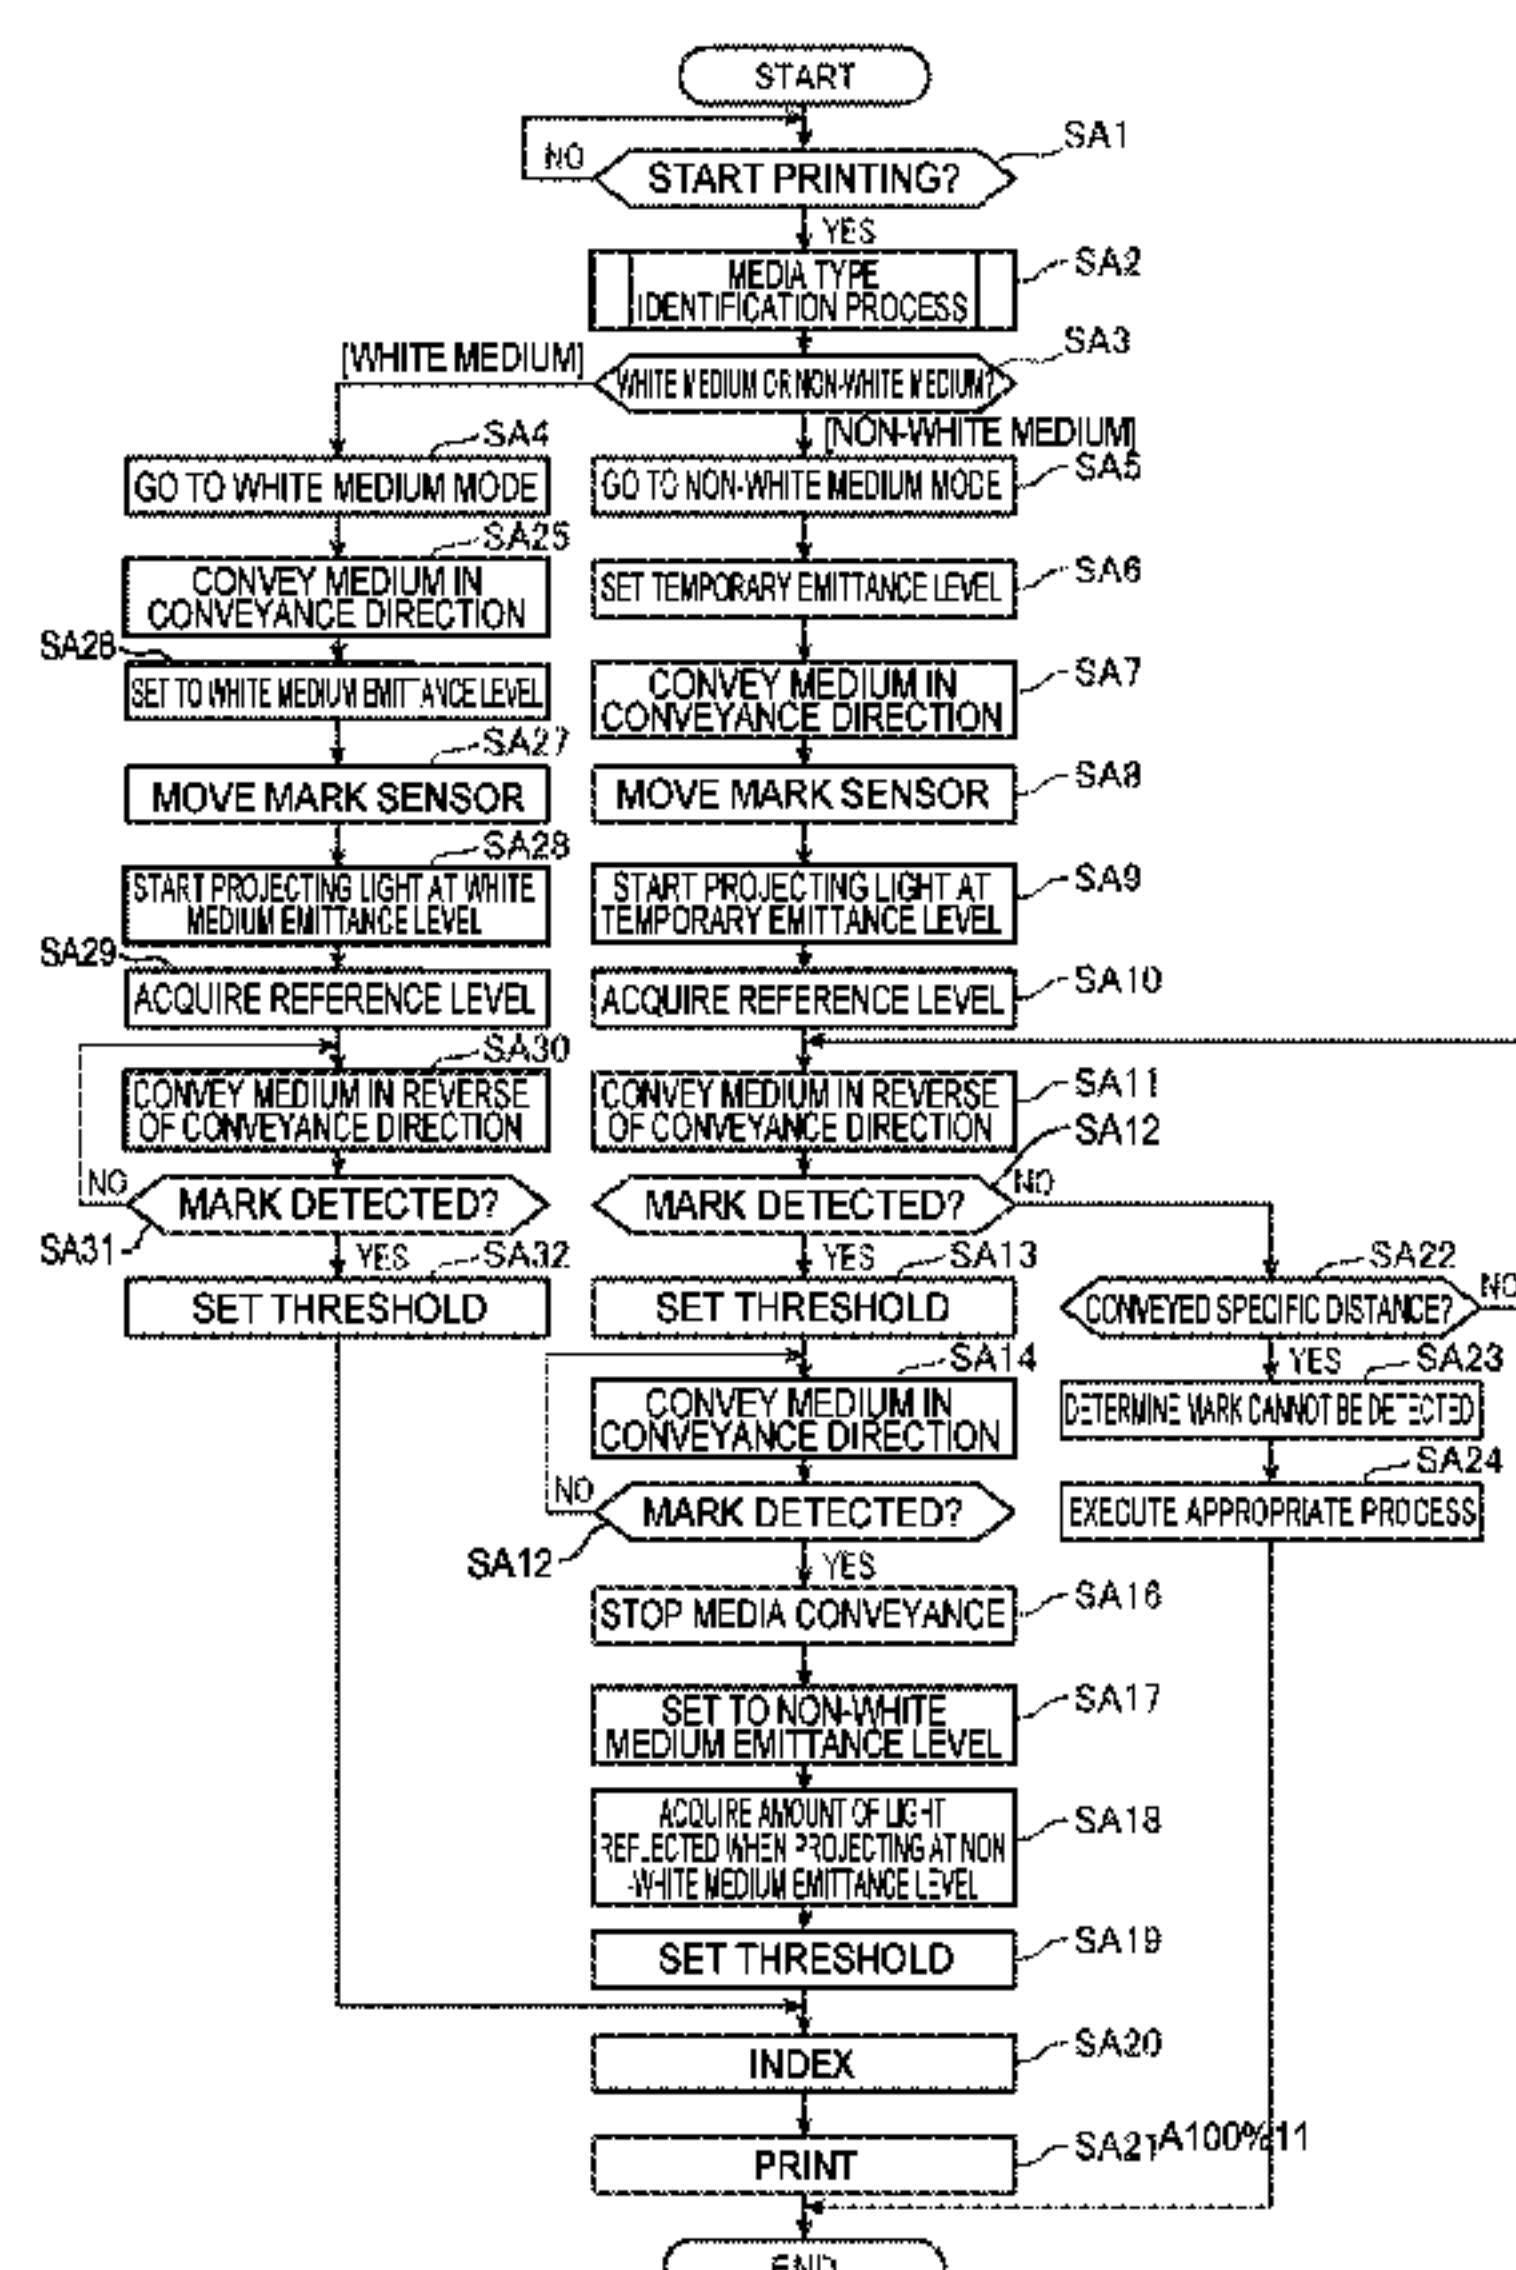 START
SA1
NO
START PRINTING?
YES
SA2
MEDIA TYPE
IDENTIFICATION PROCESS
SA3
[WHITE MEDIUM]
WHITE MEDIUM OR NON-WHITE MEDIUM?
[NON-WHITE MEDIUM]
SA4
SA5
GO TO WHITE MEDIUM MODE
GO TO NON-WHITE MEDIUM MODE
SA25
CONVEY MEDIUM IN
CONVEYANCE DIRECTION
SA6
SET TEMPORARY EMITTANCE LEVEL
SA26
SET TO WHITE MEDIUM EMITTANCE LEVEL
SA7
CONVEY MEDIUM IN
CONVEYANCE DIRECTION
SA27
MOVE MARK SENSOR
SA8
MOVE MARK SENSOR
SA28
START PROJECTING LIGHT AT WHITE
MEDIUM EMITTANCE LEVEL
SA9
START PROJECTING LIGHT AT
TEMPORARY EMITTANCE LEVEL
SA29
ACQUIRE REFERENCE LEVEL
SA10
ACQUIRE REFERENCE LEVEL
SA30
CONVEY MEDIUM IN REVERSE
OF CONVEYANCE DIRECTION
SA11
CONVEY MEDIUM IN REVERSE
OF CONVEYANCE DIRECTION
SA12
NO
MARK DETECTED?
SA31
YES
MARK DETECTED?
NO
YES
SA32
SET THRESHOLD
SA13
SET THRESHOLD
SA22
CONVEYED SPECIFIC DISTANCE?
NO
YES
SA14
CONVEY MEDIUM IN
CONVEYANCE DIRECTION
SA23
DETERMINE MARK CANNOT BE DETECTED
SA24
EXECUTE APPROPRIATE PROCESS
NO
MARK DETECTED?
SA12
YES
SA16
STOP MEDIA CONVEYANCE
SA17
SET TO NON-WHITE
MEDIUM EMITTANCE LEVEL
SA18
ACQUIRE AMOUNT OF LIGHT
REFLECTED WHEN PROJECTING AT NON
-WHITE MEDIUM EMITTANCE LEVEL
SA19
SET THRESHOLD
SA20
INDEX
SA21
A100% 11
PRINT
END